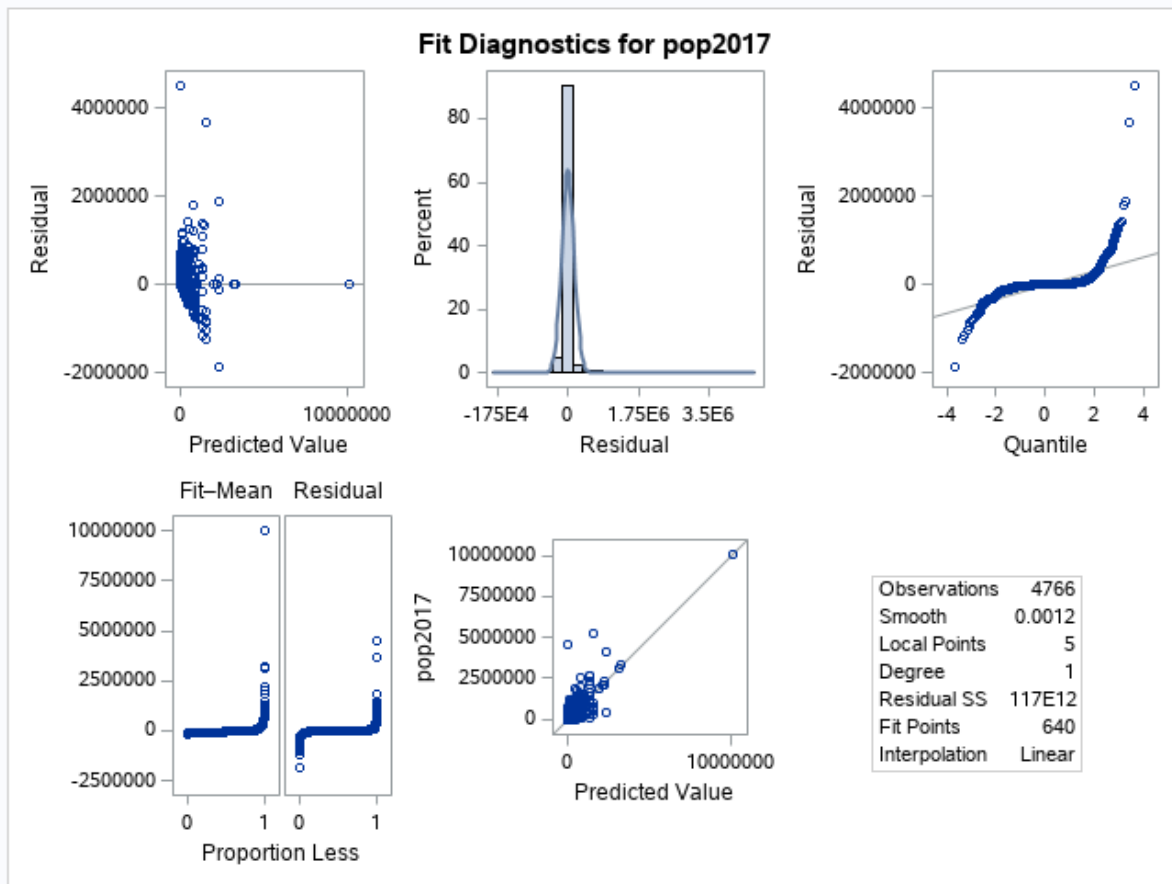 Fit Diagnostics for pop2017
4000000
2000000
0
-2000000
Residual
0
10000000
Predicted Value
80
60
40
20
0
Percent
-175E4
0
1.75E6
3.5E6
Residual
4000000
2000000
0
-2000000
Residual
-4
-2
0
2
4
Quantile
Fit–Mean
Residual
10000000
7500000
5000000
2500000
0
-2500000
0
1
0
1
Proportion Less
10000000
7500000
5000000
2500000
0
pop2017
0
10000000
Predicted Value
Observations 4766
Smooth 0.0012
Local Points 5
Degree 1
Residual SS 117E12
Fit Points 640
Interpolation Linear